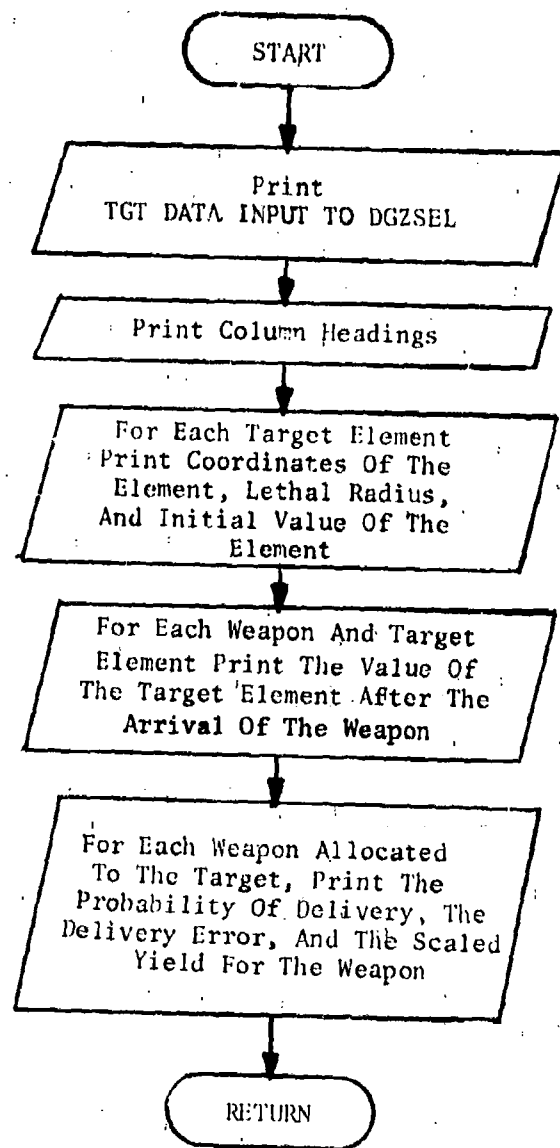 START
Print
TGT DATA INPUT TO DGZSEL
Print Column Headings
For Each Target Element
Print Coordinates Of The
Element, Lethal Radius,
And Initial Value Of The
Element
For Each Weapon And Target
Element Print The Value Of
The Target Element After The
Arrival Of The Weapon
For Each Weapon Allocated
To The Target, Print The
Probability Of Delivery, The
Delivery Error, And The Scaled
Yield For The Weapon
RETURN